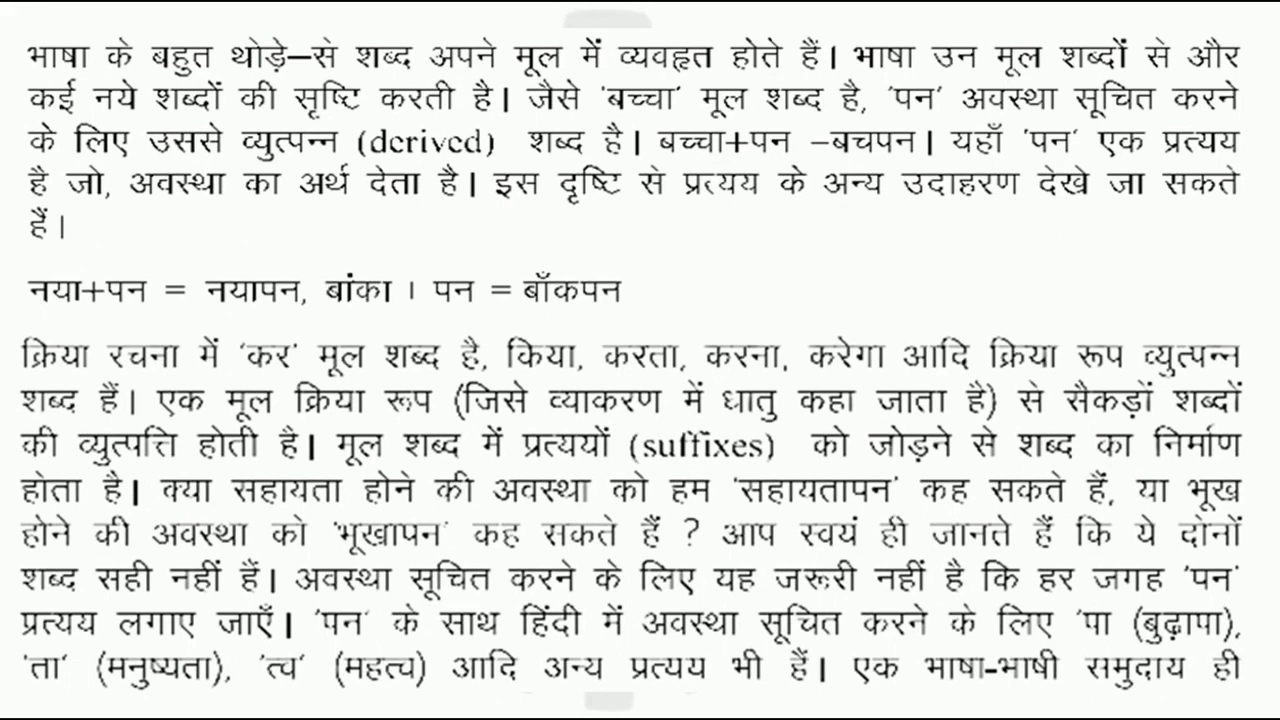 भाषा के बहुत थोड़े–से शब्द अपने मूल में व्यवहृत होते हैं। भाषा उन मूल शब्दों से और
कई नये शब्दों की सृष्टि करती है। जैसे 'बच्चा' मूल शब्द है, 'पन' अवस्था सूचित करने
के लिए उससे व्युत्पन्न (derived) शब्द है। बच्चा+पन –बचपन। यहाँ 'पन' एक प्रत्यय
है जो, अवस्था का अर्थ देता है। इस दृष्टि से प्रत्यय के अन्य उदाहरण देखे जा सकते
हैं।
नया+पन = नयापन, बांका । पन = बाँकपन
क्रिया रचना में 'कर' मूल शब्द है, किया, करता, करना, करेगा आदि क्रिया रूप व्युत्पन्न
शब्द हैं। एक मूल क्रिया रूप (जिसे व्याकरण में धातु कहा जाता है) से सैकड़ों शब्दों
की व्युत्पत्ति होती है। मूल शब्द में प्रत्ययों (suffixes) को जोड़ने से शब्द का निर्माण
होता है। क्या सहायता होने की अवस्था को हम 'सहायतापन' कह सकते हैं, या भूख
होने की अवस्था को 'भूखापन' कह सकते हैं ? आप स्वयं ही जानते हैं कि ये दोनों
शब्द सही नहीं हैं। अवस्था सूचित करने के लिए यह जरूरी नहीं है कि हर जगह 'पन'
प्रत्यय लगाए जाएँ। 'पन' के साथ हिंदी में अवस्था सूचित करने के लिए 'पा (बुढ़ापा),
'ता' (मनुष्यता), 'त्व' (महत्व) आदि अन्य प्रत्यय भी हैं। एक भाषा-भाषी समुदाय ही